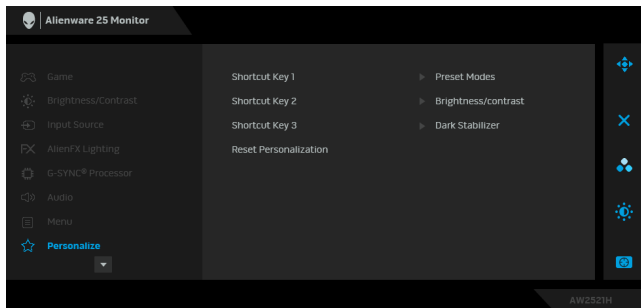 Alienware 25 Monitor
Game
Brightness/Contrast
Input Source
AlienFX Lighting
G-SYNC® Processor
Audio
Menu
Personalize
Shortcut Key 1 Preset Modes
Shortcut Key 2 Brightness/contrast
Shortcut Key 3 Dark Stabilizer
Reset Personalization
AW2521H